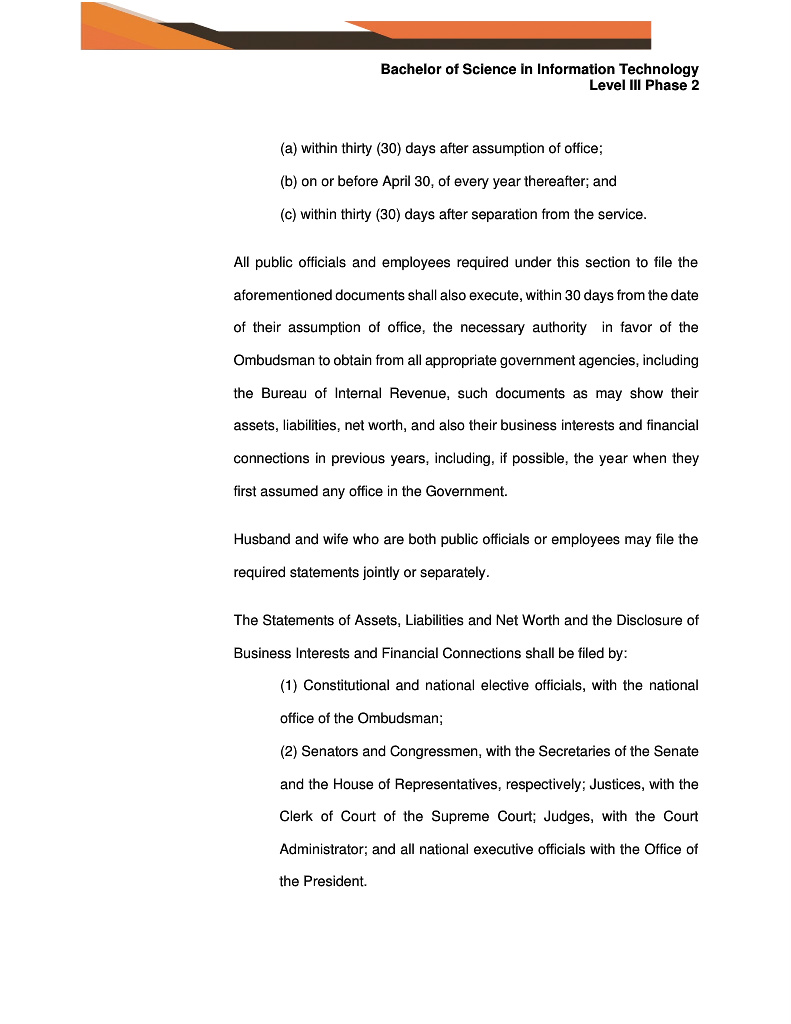 Bachelor of Science in Information Technology
Level III Phase 2
(a) within thirty (30) days after assumption of office;
(b) on or before April 30, of every year thereafter; and
(c) within thirty (30) days after separation from the service.
All public officials and employees required under this section to file the
aforementioned documents shall also execute, within 30 days from the date
of their assumption of office, the necessary authority in favor of the
Ombudsman to obtain from all appropriate government agencies, including
the Bureau of Internal Revenue, such documents as may show their
assets, liabilities, net worth, and also their business interests and financial
connections in previous years, including, if possible, the year when they
first assumed any office in the Government.
Husband and wife who are both public officials or employees may file the
required statements jointly or separately.
The Statements of Assets, Liabilities and Net Worth and the Disclosure of
Business Interests and Financial Connections shall be filed by:
(1) Constitutional and national elective officials, with the national
office of the Ombudsman;
(2) Senators and Congressmen, with the Secretaries of the Senate
and the House of Representatives, respectively; Justices, with the
Clerk of Court of the Supreme Court; Judges, with the Court
Administrator; and all national executive officials with the Office of
the President.